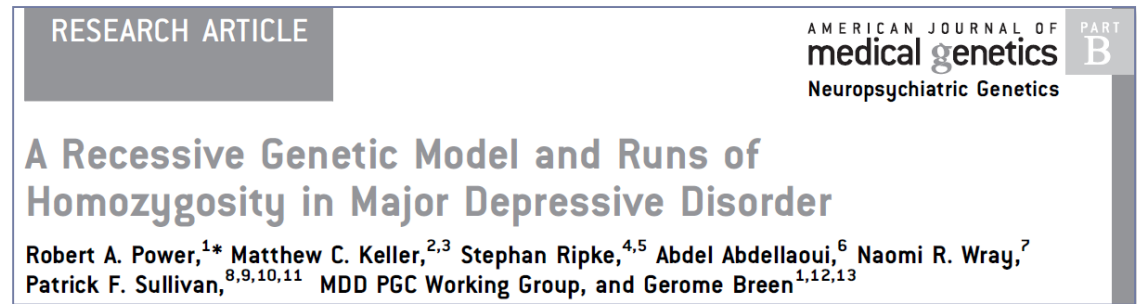 RESEARCH ARTICLE
AMERICAN JOURNAL OF
medical genetics
Neuropsychiatric Genetics
PART
B
A Recessive Genetic Model and Runs of
Homozygosity in Major Depressive Disorder
Robert A. Power,¹* Matthew C. Keller,²,³ Stephan Ripke,⁴,⁵ Abdel Abdellaoui,⁶ Naomi R. Wray,⁷
Patrick F. Sullivan,⁸,⁹,¹⁰,¹¹ MDD PGC Working Group, and Gerome Breen¹,¹²,¹³